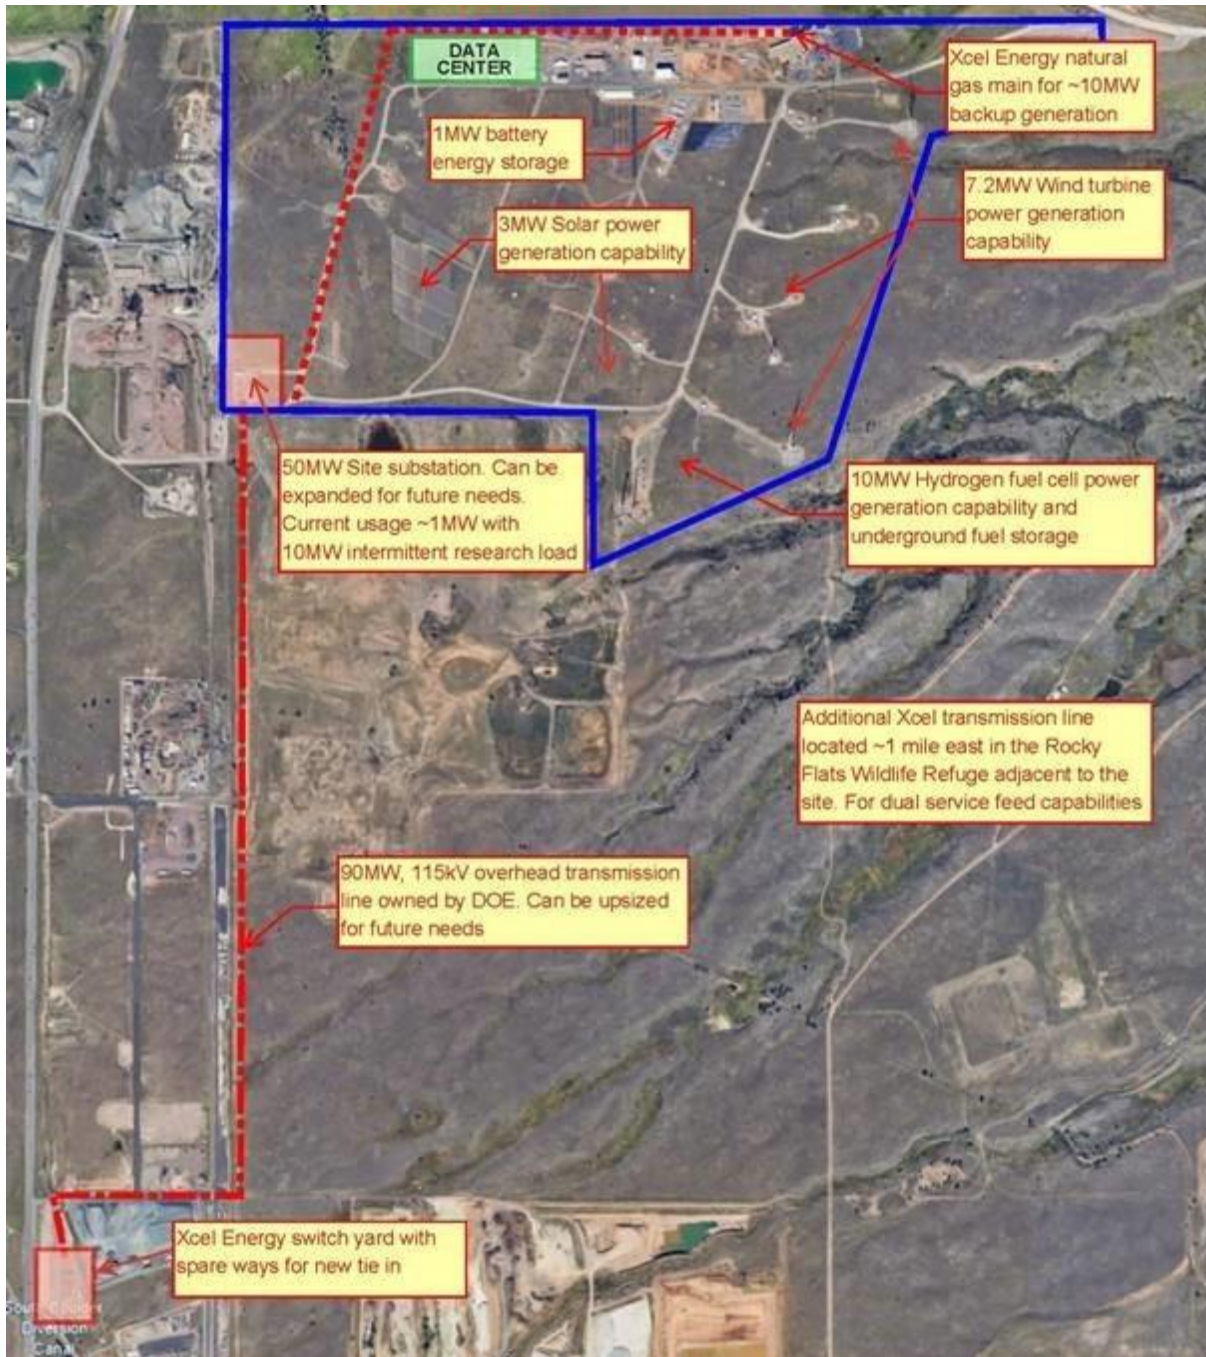 DATA
CENTER
Xcel Energy natural
gas main for ~10MW
backup generation
1MW battery
energy storage
7.2MW Wind turbine
power generation
capability
3MW Solar power
generation capability
50MW Site substation. Can be
expanded for future needs.
Current usage ~1MW with
10MW intermittent research load
10MW Hydrogen fuel cell power
generation capability and
underground fuel storage
Additional Xcel transmission line
located ~1 mile east in the Rocky
Flats Wildlife Refuge adjacent to the
site. For dual service feed capabilities
90MW, 115kV overhead transmission
line owned by DOE. Can be upsized
for future needs
Xcel Energy switch yard with
spare ways for new tie in
South Boulder
Diversion
Canal